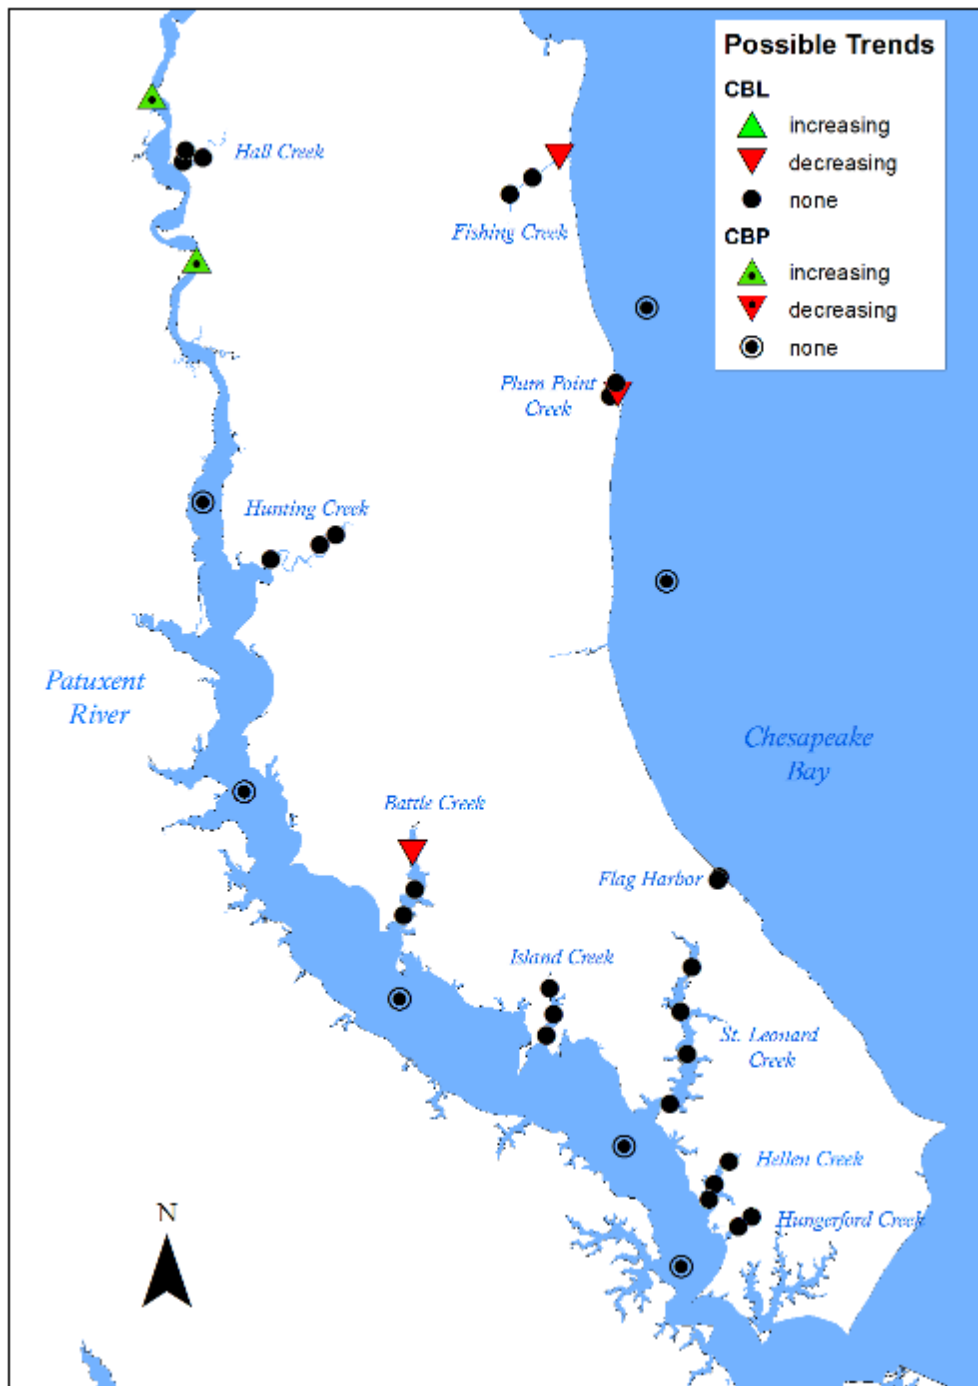 Possible Trends
CBL
increasing
decreasing
none
CBP
increasing
decreasing
none
Hall Creek
Fishing Creek
Plum Point
Creek
Hunting Creek
Patuxent
River
Chesapeake
Bay
Battle Creek
Flag Harbor
Island Creek
St. Leonard
Creek
Hellen Creek
Hungerford Creek
N